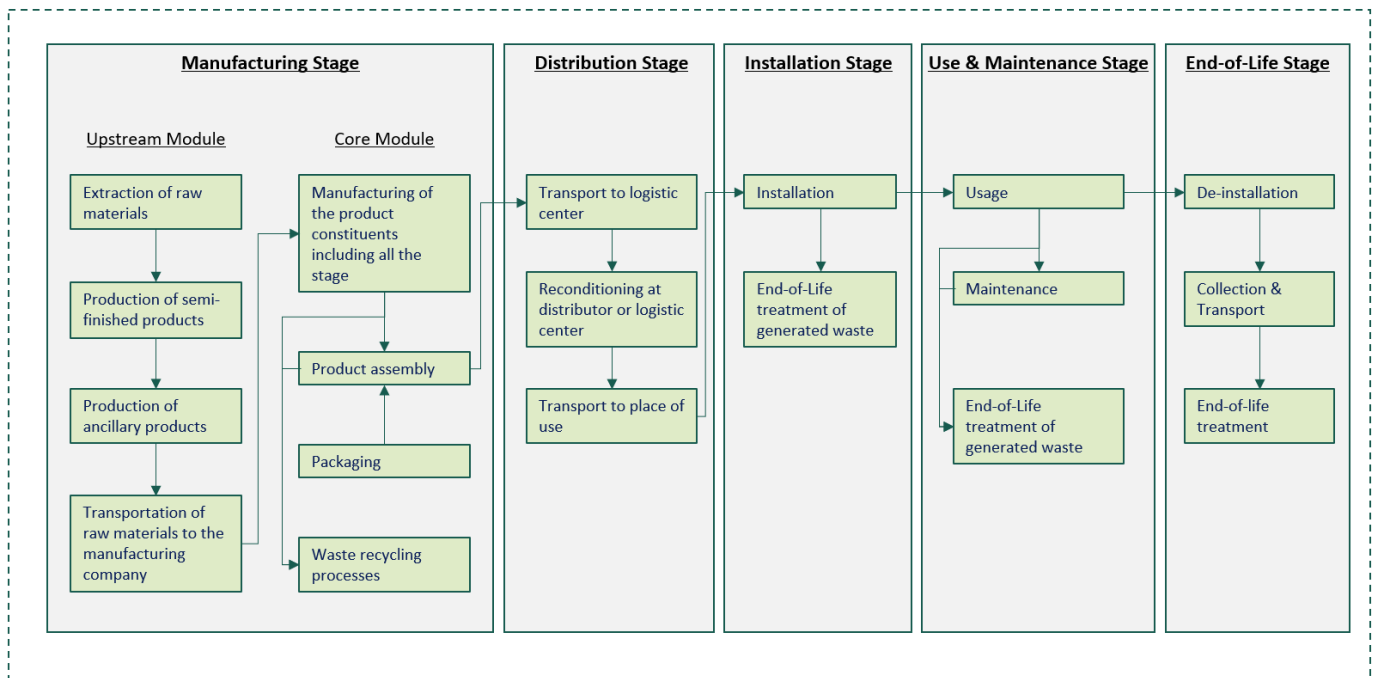 Manufacturing Stage
Upstream Module
Extraction of raw
materials
Production of semi-
finished products
Production of
ancillary products
Transportation of
raw materials to the
manufacturing
company
Core Module
Manufacturing of
the product
constituents
including all the
stage
Product assembly
Packaging
Waste recycling
processes
Distribution Stage
Transport to logistic
center
Reconditioning at
distributor or logistic
center
Transport to place of
use
Installation Stage
Installation
End-of-Life
treatment of
generated waste
Use & Maintenance Stage
Usage
Maintenance
End-of-Life
treatment of
generated waste
End-of-Life Stage
De-installation
Collection &
Transport
End-of-life
treatment